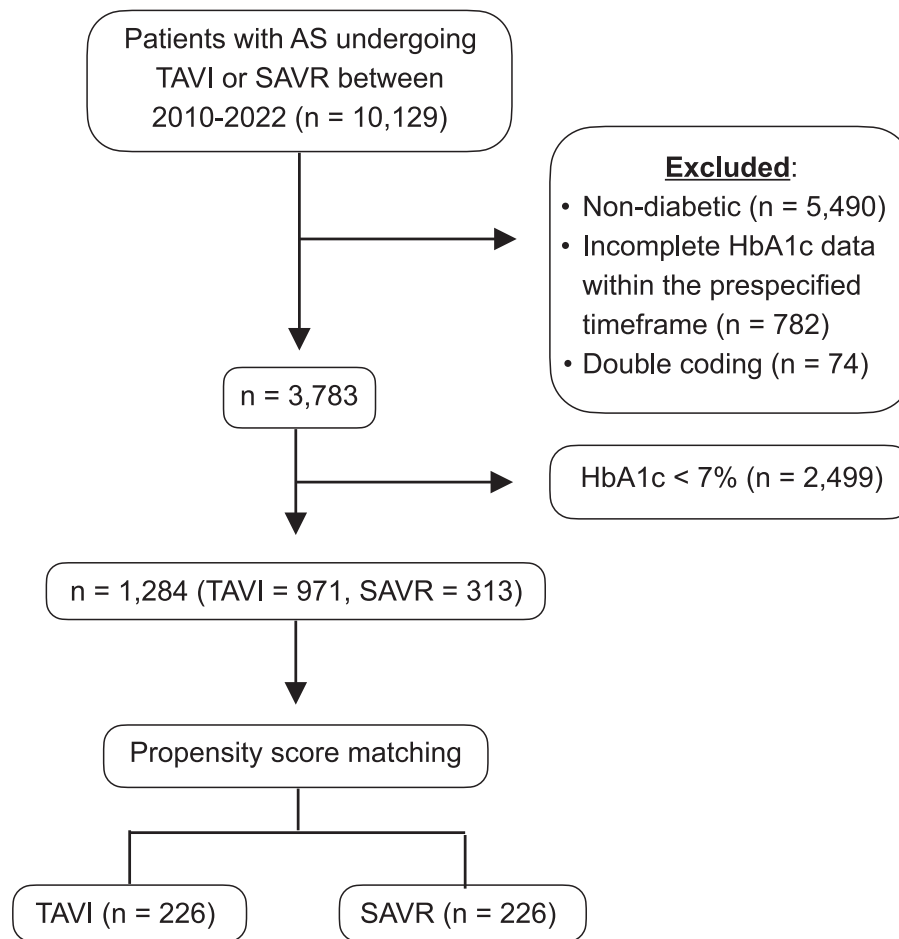 Patients with AS undergoing
TAVI or SAVR between
2010-2022 (n = 10,129)
Excluded:
• Non-diabetic (n = 5,490)
• Incomplete HbA1c data
within the prespecified
timeframe (n = 782)
• Double coding (n = 74)
n = 3,783
HbA1c < 7% (n = 2,499)
n = 1,284 (TAVI = 971, SAVR = 313)
Propensity score matching
TAVI (n = 226)
SAVR (n = 226)